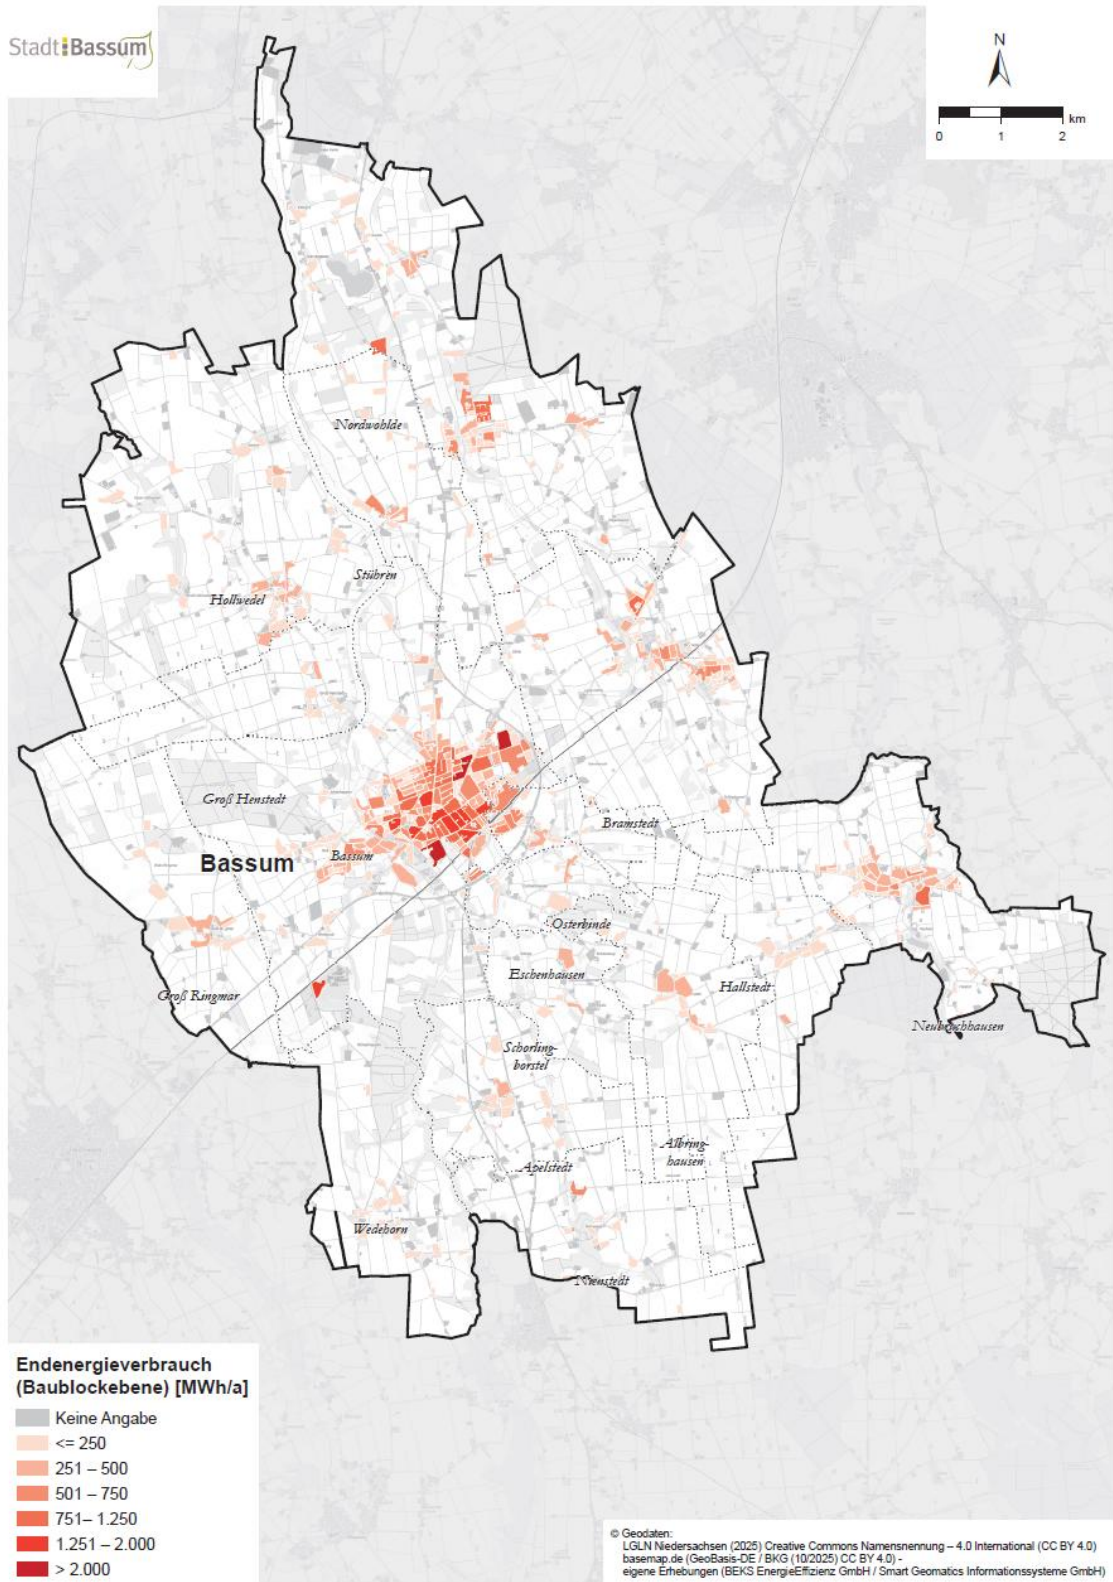 Stadt Bassum
N
km
0 1 2
Nordwohlde
Stühren
Hollwedel
Groß Henstedt
Bramstedt
Bassum
Bassum
Osterbinde
Eschenhausen
Hallstedt
Groß Ringmar
Neubruchhausen
Schorling-
borstel
Albring-
hausen
Apelstedt
Wedehorn
Nienstedt
Endenergieverbrauch
(Baublockebene) [MWh/a]
Keine Angabe
<= 250
251 – 500
501 – 750
751– 1.250
1.251 – 2.000
> 2.000
© Geodaten:
LGLN Niedersachsen (2025) Creative Commons Namensnennung – 4.0 International (CC BY 4.0)
basemap.de (GeoBasis-DE / BKG (10/2025) CC BY 4.0) -
eigene Erhebungen (BEKS EnergieEffizienz GmbH / Smart Geomatics Informationssysteme GmbH)